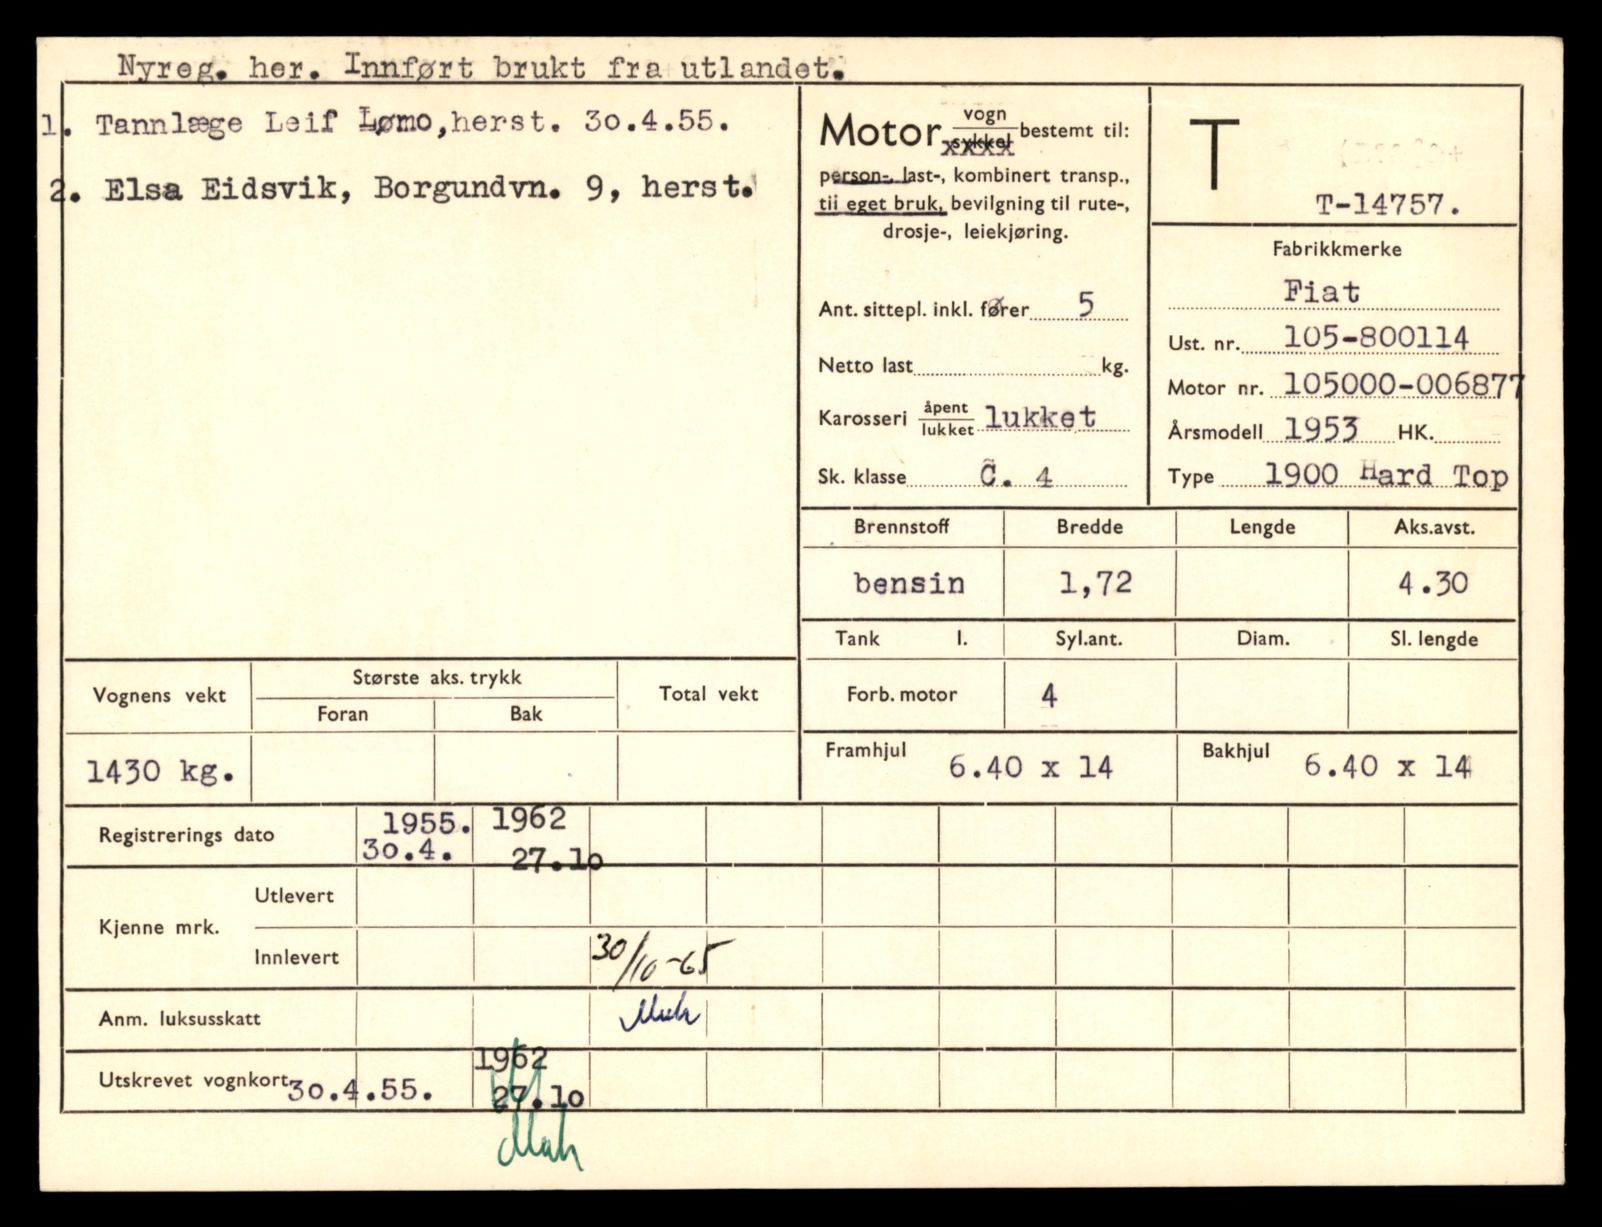 Nyreg. her. Innført brukt fra utlandet.
1. Tannlæge Leif Lømo, herst. 30.4.55.
2. Elsa Eidsvik, Borgundvn. 9, herst.
Motor vogn sykkel bestemt til:
person-, last-, kombinert transp.,
til eget bruk, bevilgning til rute-,
drosje-, leiekjøring.
Ant. sittepl. inkl. fører 5
Netto last kg.
Karosseri åpent lukket lukket
Sk. klasse C. 4
T
T-14757.
Fabrikkmerke
Fiat
Ust. nr. 105-800114
Motor nr. 105000-006877
Årsmodell 1953 HK.
Type 1900 Hard Top
Brennstoff Bredde Lengde Aks.avst.
bensin 1,72 4.30
Tank l. Syl.ant. Diam. Sl. lengde
Forb. motor 4
Framhjul 6.40 x 14 Bakhjul 6.40 x 14
Vognens vekt Største aks. trykk Total vekt
Foran Bak
1430 kg.
Registrerings dato 1955. 1962
30.4. 27.10
Kjenne mrk. Utlevert
Innlevert 30/10-65
Anm. luksusskatt
Utskrevet vognkort 30.4.55. 1962
27.10